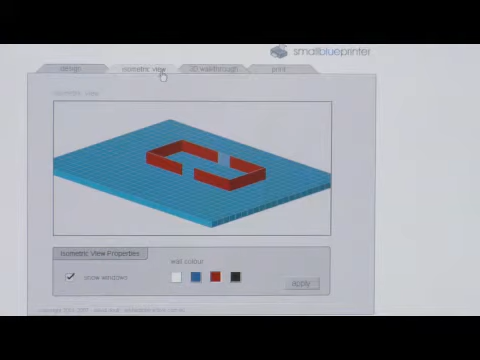 smallblueprinter
design
isometric view
3D walkthrough
print
isometric view
Isometric View Properties
wall colour
show windows
apply